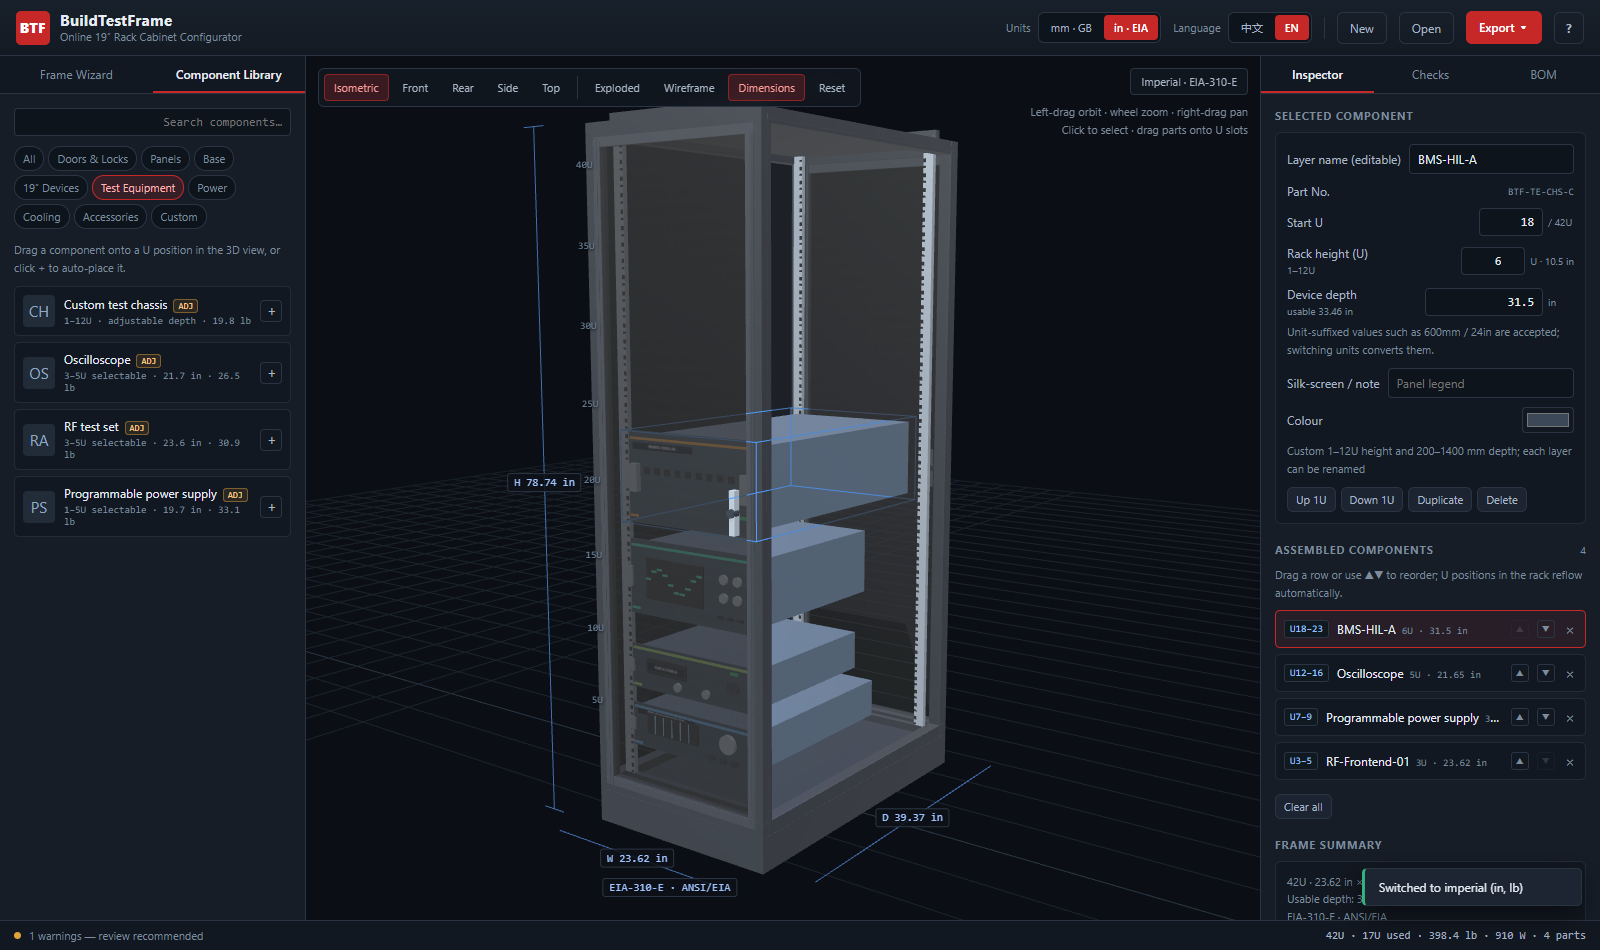 BTF
BuildTestFrame
Online 19″ Rack Cabinet Configurator
Units
mm · GB
in · EIA
Language
中文
EN
New
Open
Export ▾
?
Frame Wizard
Component Library
Search components…
All
Doors & Locks
Panels
Base
19″ Devices
Test Equipment
Power
Cooling
Accessories
Custom
Drag a component onto a U position in the 3D view, or
click + to auto-place it.
CH
Custom test chassis ADJ
1–12U · adjustable depth · 19.8 lb
+
OS
Oscilloscope ADJ
3–5U selectable · 21.7 in · 26.5
lb
+
RA
RF test set ADJ
3–5U selectable · 23.6 in · 30.9
lb
+
PS
Programmable power supply ADJ
1–5U selectable · 19.7 in · 33.1
lb
+
Isometric
Front
Rear
Side
Top
Exploded
Wireframe
Dimensions
Reset
Imperial · EIA-310-E
Left-drag orbit · wheel zoom · right-drag pan
Click to select · drag parts onto U slots
40U
35U
30U
25U
20U
15U
10U
5U
H 78.74 in
D 39.37 in
W 23.62 in
EIA-310-E · ANSI/EIA
Inspector
Checks
BOM
SELECTED COMPONENT
Layer name (editable)
BMS-HIL-A
Part No.
BTF-TE-CHS-C
Start U
18
/ 42U
Rack height (U)
1–12U
6
U · 10.5 in
Device depth
usable 33.46 in
31.5
in
Unit-suffixed values such as 600mm / 24in are accepted;
switching units converts them.
Silk-screen / note
Panel legend
Colour
Custom 1–12U height and 200–1400 mm depth; each layer
can be renamed
Up 1U
Down 1U
Duplicate
Delete
ASSEMBLED COMPONENTS
4
Drag a row or use ▲▼ to reorder; U positions in the rack reflow
automatically.
U18–23 BMS-HIL-A 6U · 31.5 in ▲ ▼ ×
U12–16 Oscilloscope 5U · 21.65 in ▲ ▼ ×
U7–9 Programmable power supply 3… ▲ ▼ ×
U3–5 RF-Frontend-01 3U · 23.62 in ▲ ▼ ×
Clear all
FRAME SUMMARY
42U · 23.62 in ×
Usable depth: 3
EIA-310-E · ANSI/EIA
Switched to imperial (in, lb)
1 warnings — review recommended
42U · 17U used · 398.4 lb · 910 W · 4 parts